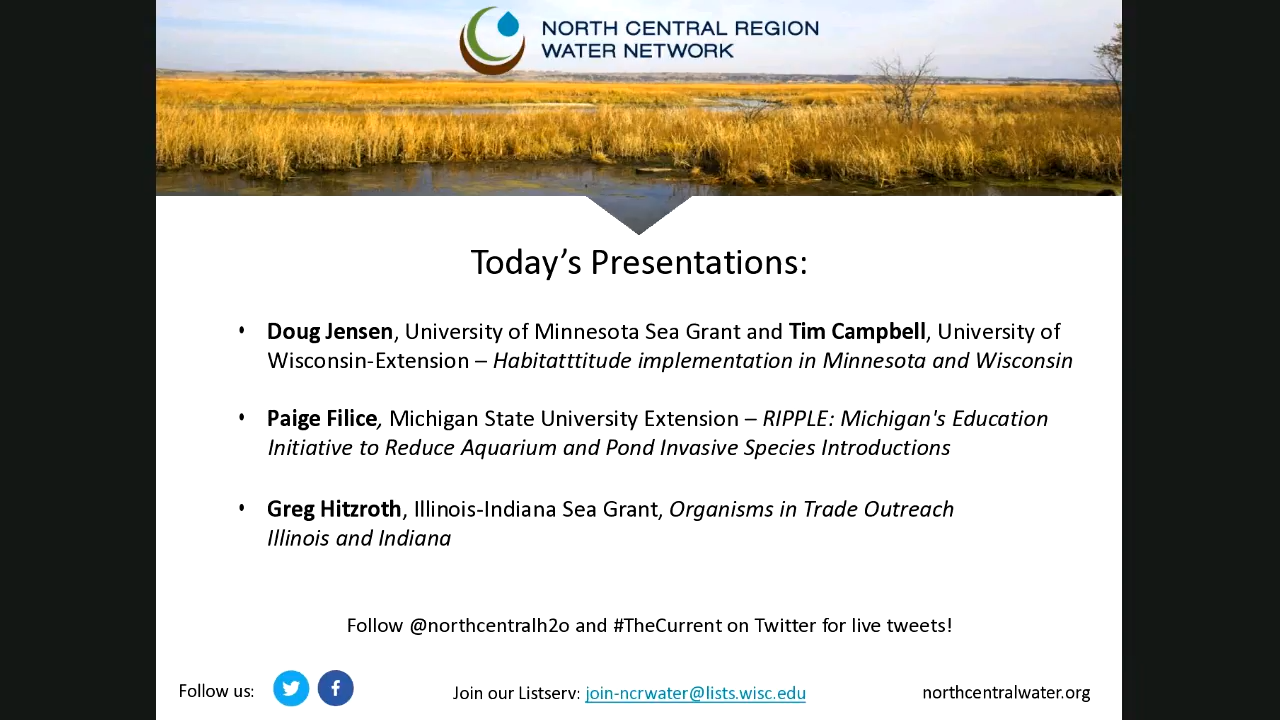 NORTH CENTRAL REGION
WATER NETWORK
Today’s Presentations:
• Doug Jensen, University of Minnesota Sea Grant and Tim Campbell, University of
Wisconsin-Extension – Habitatttitude implementation in Minnesota and Wisconsin
• Paige Filice, Michigan State University Extension – RIPPLE: Michigan's Education
Initiative to Reduce Aquarium and Pond Invasive Species Introductions
• Greg Hitzroth, Illinois-Indiana Sea Grant, Organisms in Trade Outreach
Illinois and Indiana
Follow @northcentralh2o and #TheCurrent on Twitter for live tweets!
Follow us:
Join our Listserv: join-ncrwater@lists.wisc.edu
northcentralwater.org